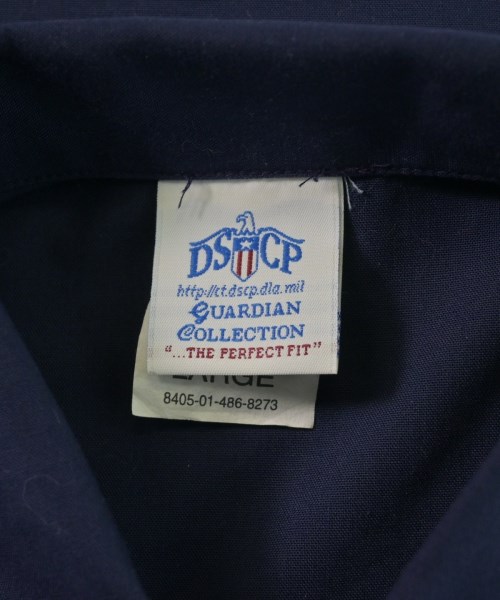 DSCP
http://ct.dscp.dla.mil
GUARDIAN
COLLECTION
"...THE PERFECT FIT"
LARGE
8405-01-486-8273